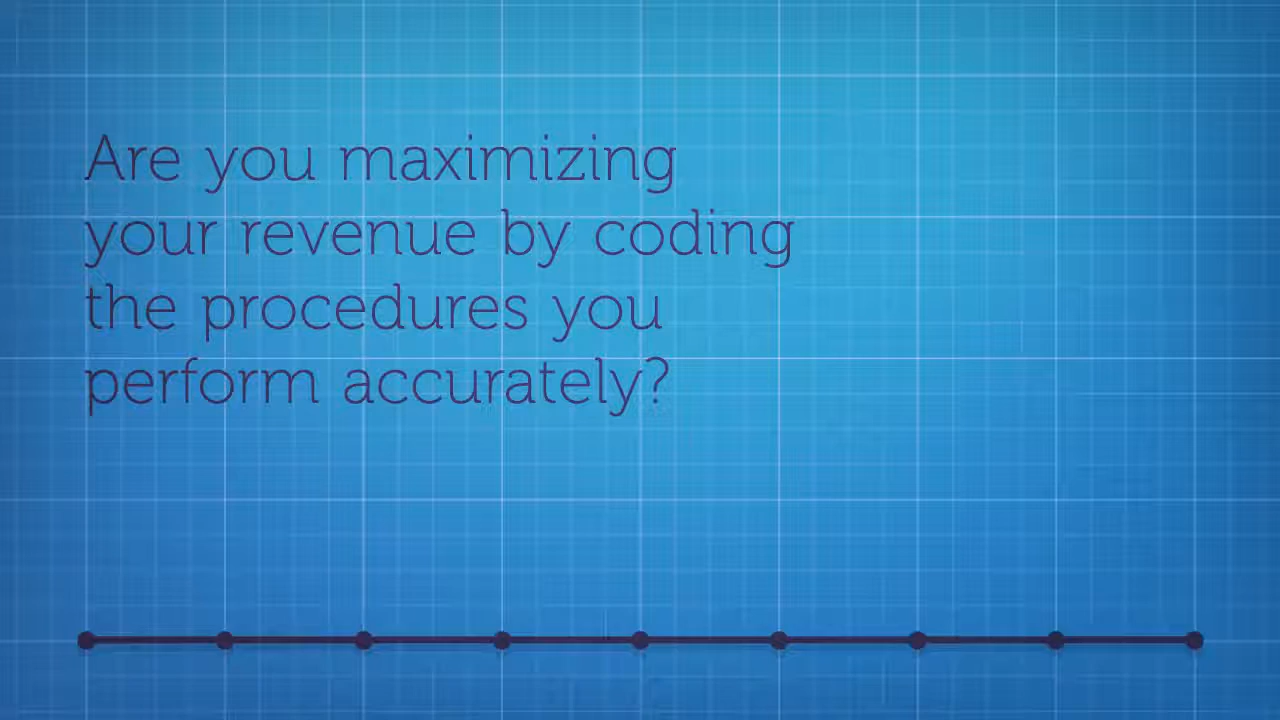 Are you maximizing
your revenue by coding
the procedures you
perform accurately?